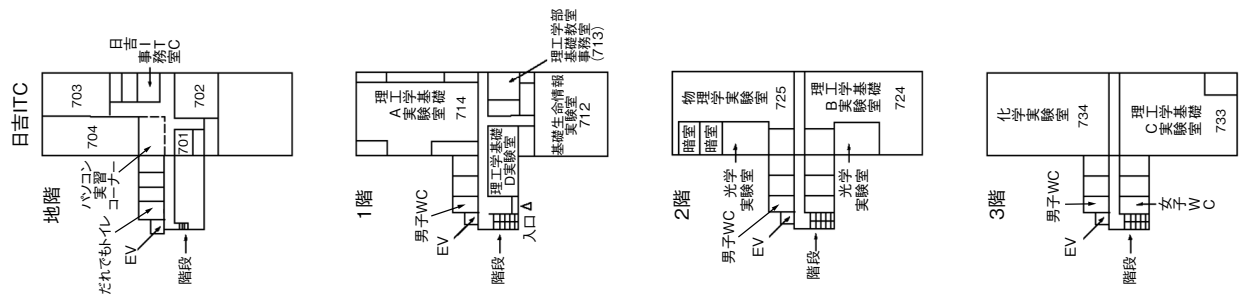 日吉ITC
地階
704
703
日吉
事IT
務C
室
だれでもトイレ
パソコン
実習
コーナー
701
702
EV
階段
1階
理工学基礎
A実験
室
714
理工学部
基礎教室
事務室
(713)
男子WC
理工学基礎
D実験室
基礎生命情報
実験室
712
EV
入口
階段
2階
暗室
暗室
物理学実験室
725
理工学基礎
B実験
室
724
男子WC
光学
実験室
光学
実験室
EV
階段
3階
化学
実験
室
734
理工学基礎
C実験
室
733
男子WC
女子
WC
EV
階段